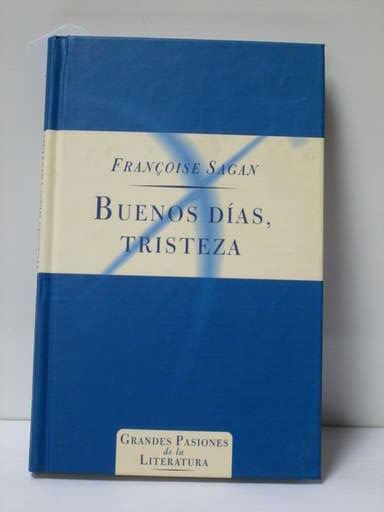 FRANÇOISE SAGAN
BUENOS DÍAS,
TRISTEZA
GRANDES PASIONES
de la
LITERATURA